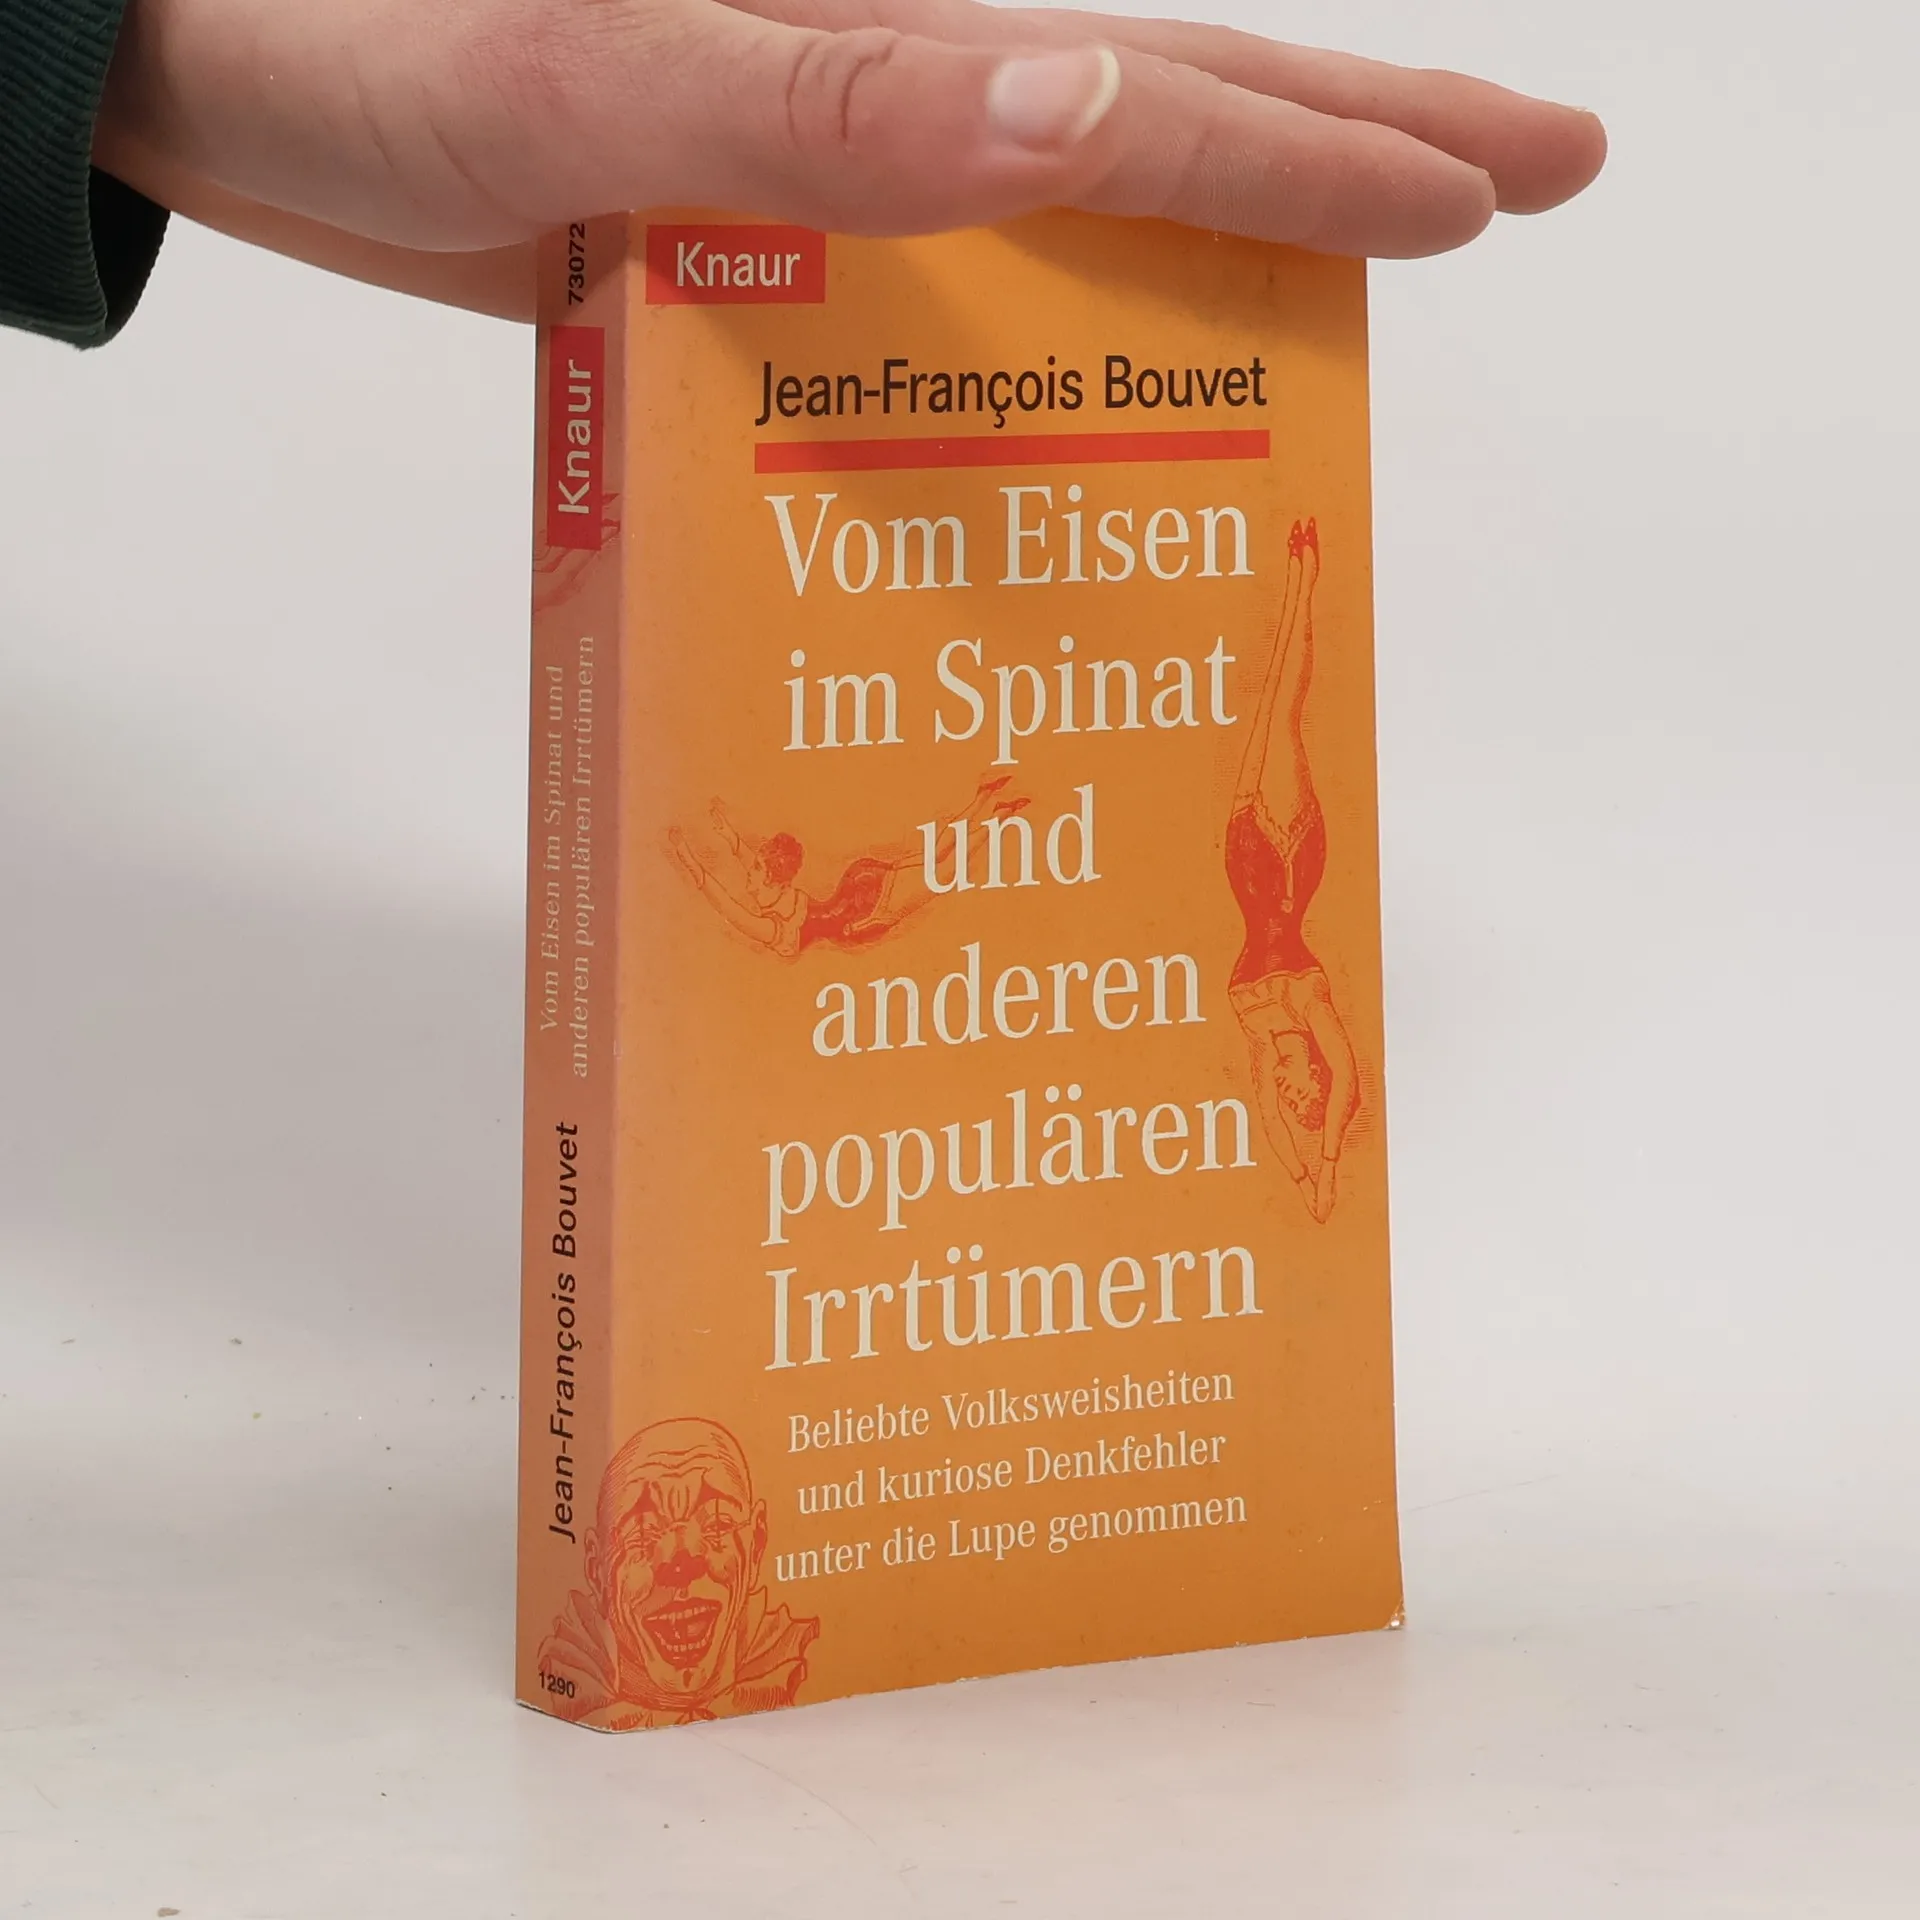 Knaur
Jean-François Bouvet
Vom Eisen
im Spinat
und
anderen
populären
Irrtümern
Beliebte Volksweisheiten
und kuriose Denkfehler
unter die Lupe genommen
73072
Knaur
Vom Eisen im Spinat und
anderen populären Irrtümern
Jean-François Bouvet
1290